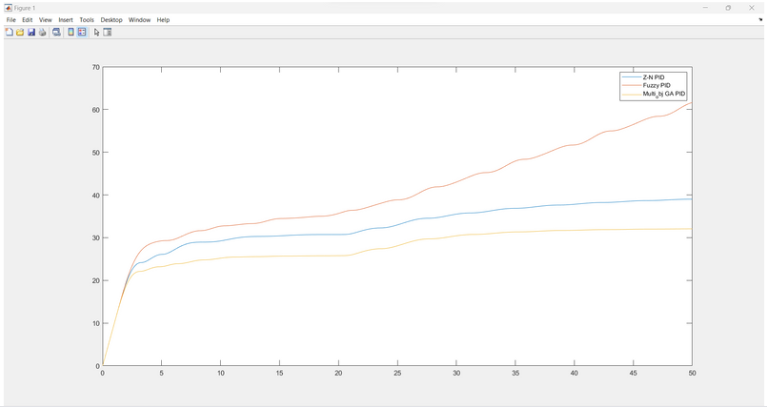 Figure 1
File Edit View Insert Tools Desktop Window Help
70
60
50
40
30
20
10
0
Z-N PID
Fuzzy PID
Multi_obj GA PID
0 5 10 15 20 25 30 35 40 45 50